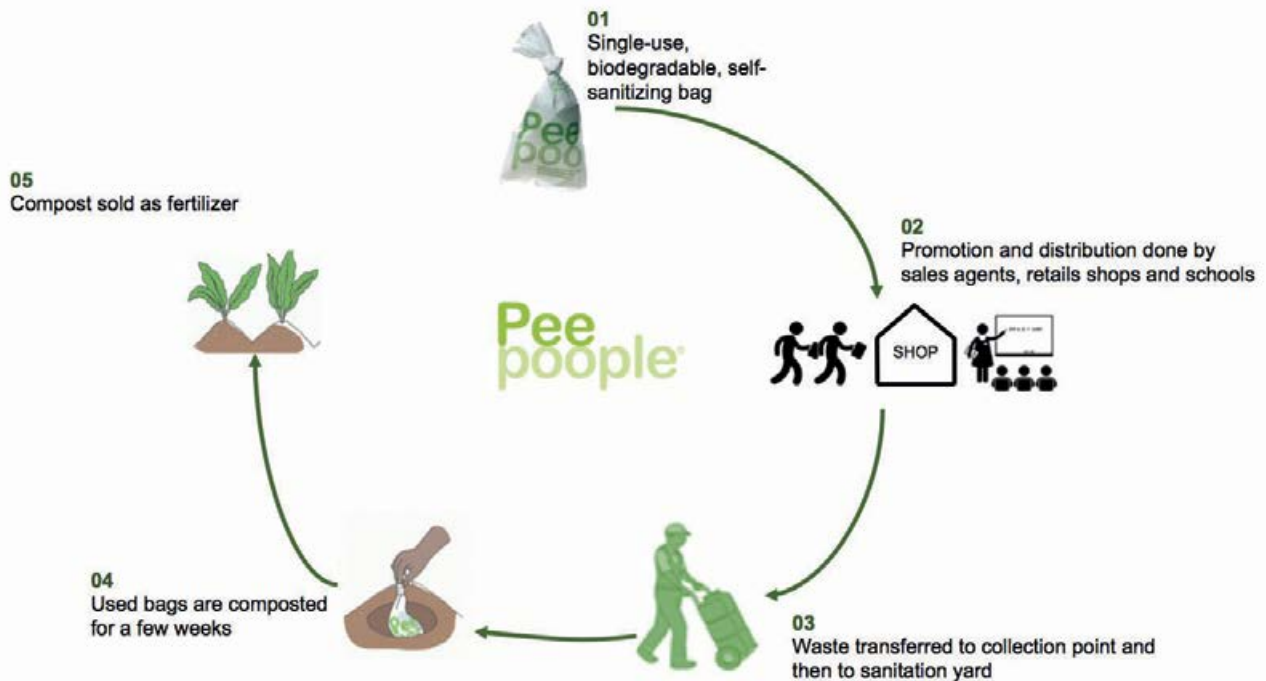 01
Single-use,
biodegradable, self-
sanitizing bag
Pee
poo
02
Promotion and distribution done by
sales agents, retails shops and schools
SHOP
03
Waste transferred to collection point and
then to sanitation yard
04
Used bags are composted
for a few weeks
Pee
05
Compost sold as fertilizer
Pee
poople®